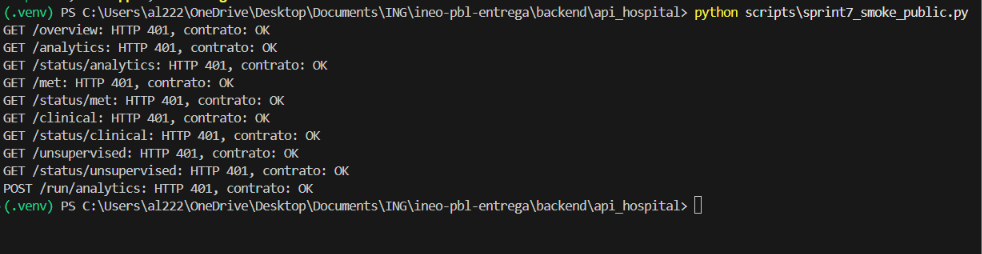 (.venv) PS C:\Users\al222\OneDrive\Desktop\Documents\ING\ineo-pbl-entrega\backend\api_hospital> python scripts\sprint7_smoke_public.py
GET /overview: HTTP 401, contrato: OK
GET /analytics: HTTP 401, contrato: OK
GET /status/analytics: HTTP 401, contrato: OK
GET /met: HTTP 401, contrato: OK
GET /status/met: HTTP 401, contrato: OK
GET /clinical: HTTP 401, contrato: OK
GET /status/clinical: HTTP 401, contrato: OK
GET /unsupervised: HTTP 401, contrato: OK
GET /status/unsupervised: HTTP 401, contrato: OK
POST /run/analytics: HTTP 401, contrato: OK
(.venv) PS C:\Users\al222\OneDrive\Desktop\Documents\ING\ineo-pbl-entrega\backend\api_hospital>